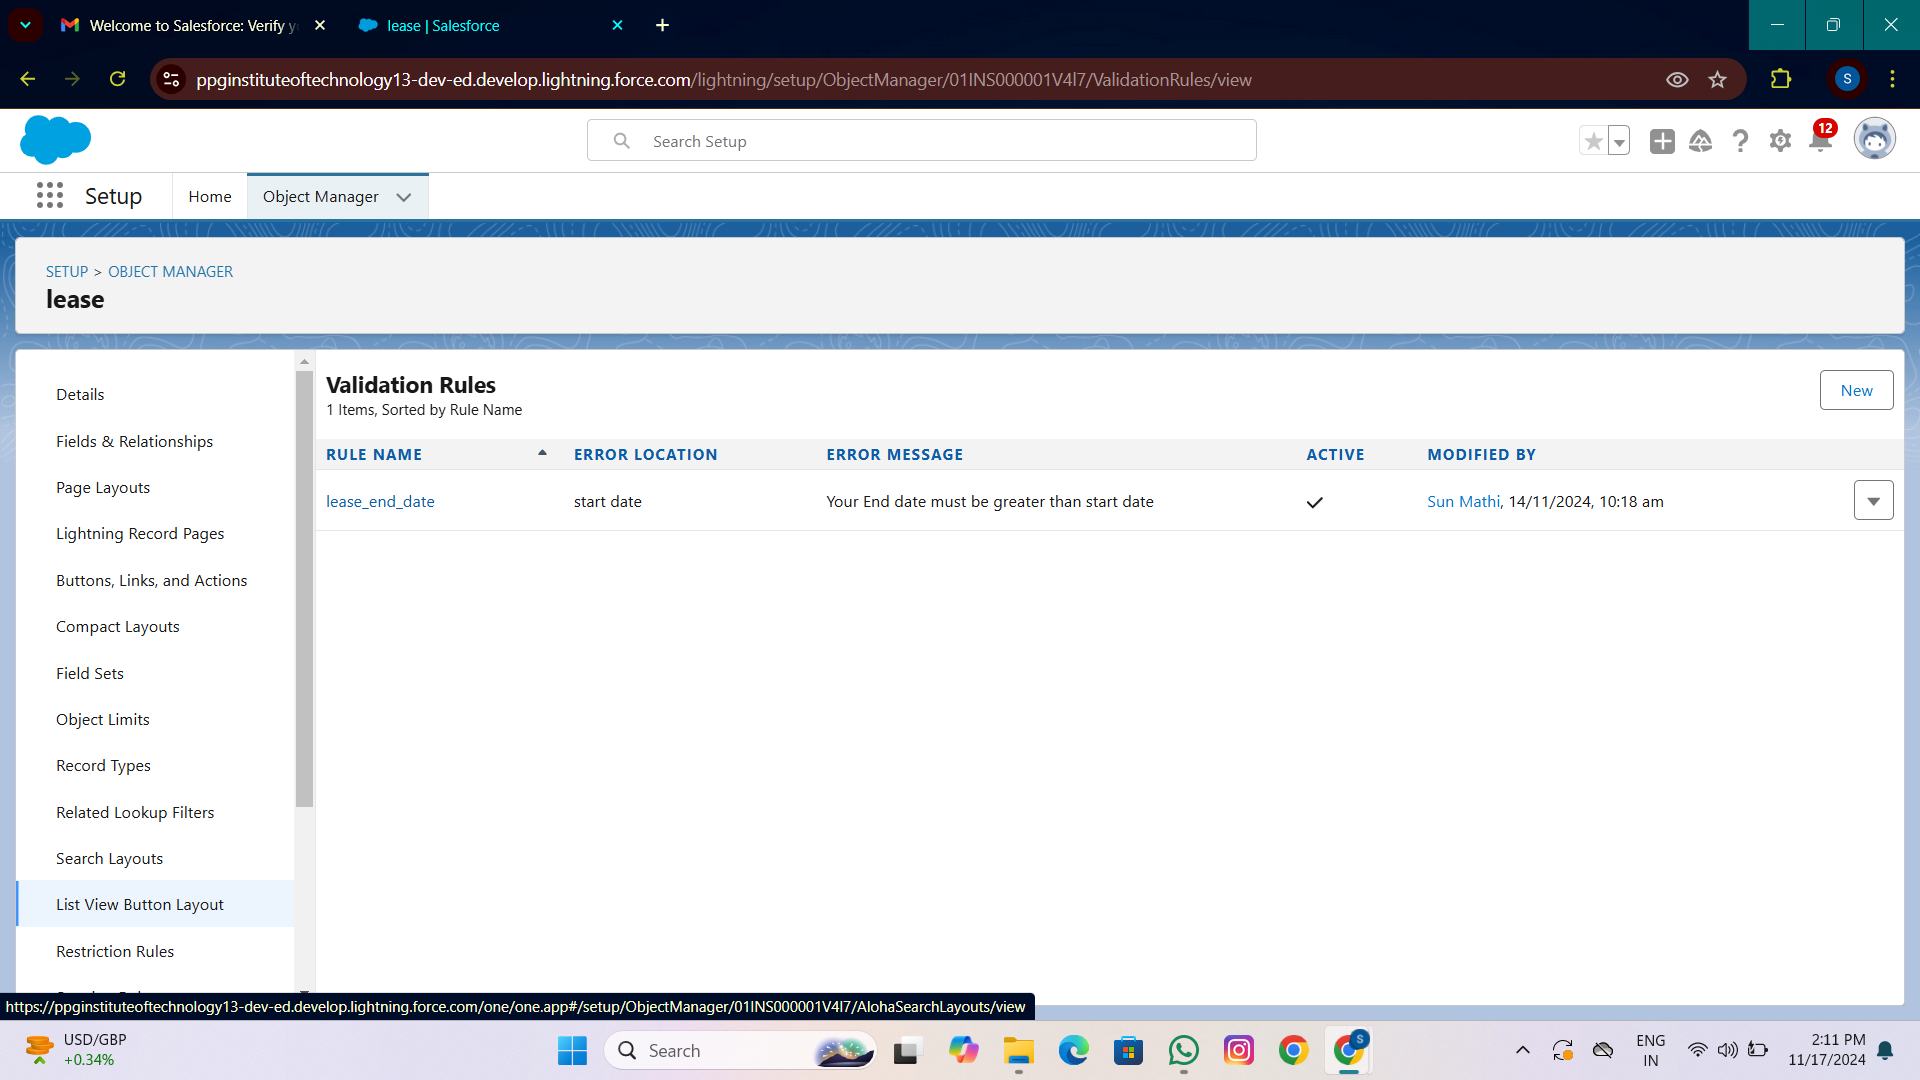 Welcome to Salesforce: Verify y
lease | Salesforce
ppginstituteoftechnology13-dev-ed.develop.lightning.force.com/lightning/setup/ObjectManager/01INS000001V4l7/ValidationRules/view
S
Search Setup
12
Setup
Home
Object Manager
SETUP > OBJECT MANAGER
lease
Details
Fields & Relationships
Page Layouts
Lightning Record Pages
Buttons, Links, and Actions
Compact Layouts
Field Sets
Object Limits
Record Types
Related Lookup Filters
Search Layouts
List View Button Layout
Restriction Rules
Validation Rules
1 Items, Sorted by Rule Name
New
RULE NAME ERROR LOCATION ERROR MESSAGE ACTIVE MODIFIED BY
lease_end_date start date Your End date must be greater than start date Sun Mathi, 14/11/2024, 10:18 am
https://ppginstituteoftechnology13-dev-ed.develop.lightning.force.com/one/one.app#/setup/ObjectManager/01INS000001V4l7/AlohaSearchLayouts/view
USD/GBP
+0.34%
Search
S
ENG
IN
2:11 PM
11/17/2024